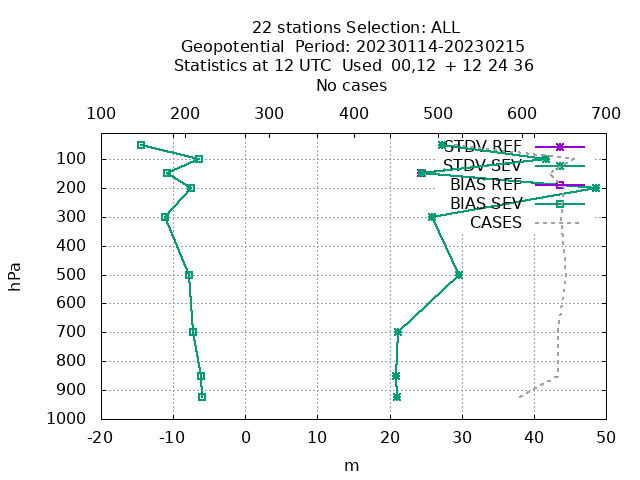 22 stations Selection: ALL
Geopotential  Period: 20230114-20230215
Statistics at 12 UTC  Used  00,12  + 12 24 36
No cases
100 200 300 400 500 600 700
STDV REF
100
STDV SEV
BIAS REF
200
BIAS SEV
300
CASES
400
hPa
500
600
700
800
900
1000
-20 -10 0 10 20 30 40 50
m